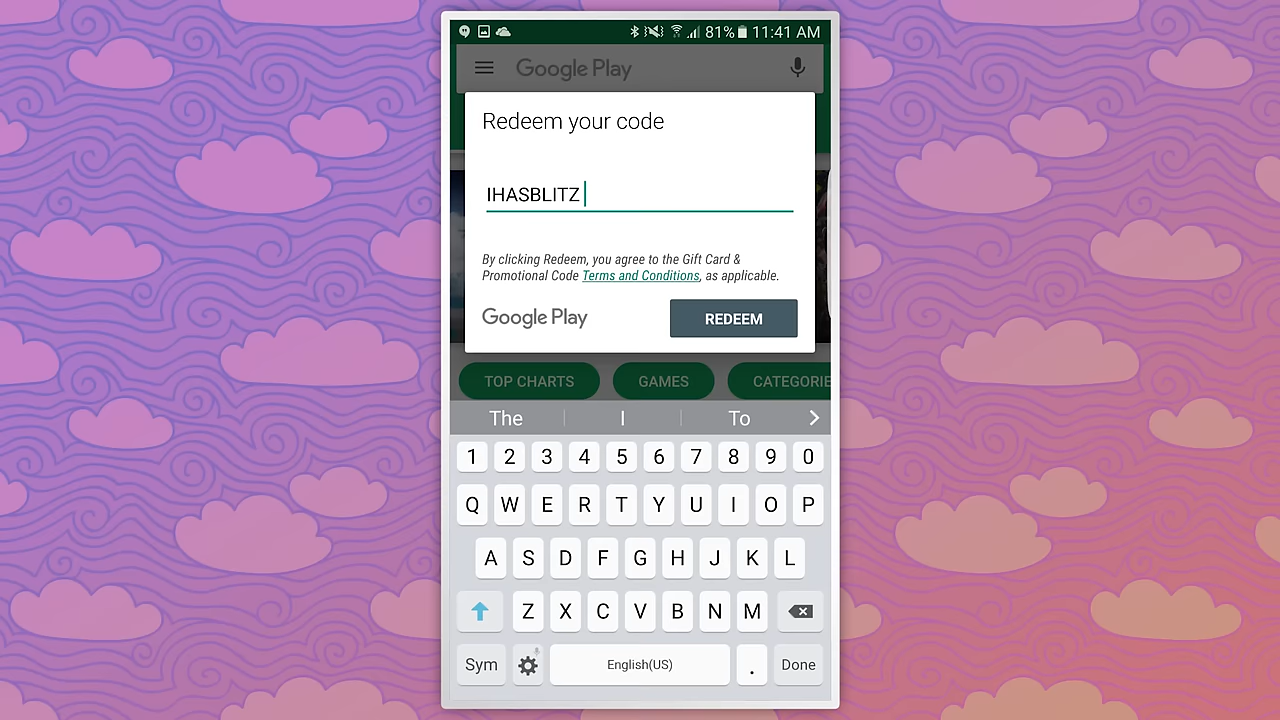 81% 11:41 AM
Google Play
Redeem your code
IHASBLITZ
By clicking Redeem, you agree to the Gift Card &
Promotional Code Terms and Conditions, as applicable.
Google Play REDEEM
TOP CHARTS GAMES CATEGORIE
The I To
1 2 3 4 5 6 7 8 9 0
Q W E R T Y U I O P
A S D F G H J K L
Z X C V B N M
Sym English(US) . Done